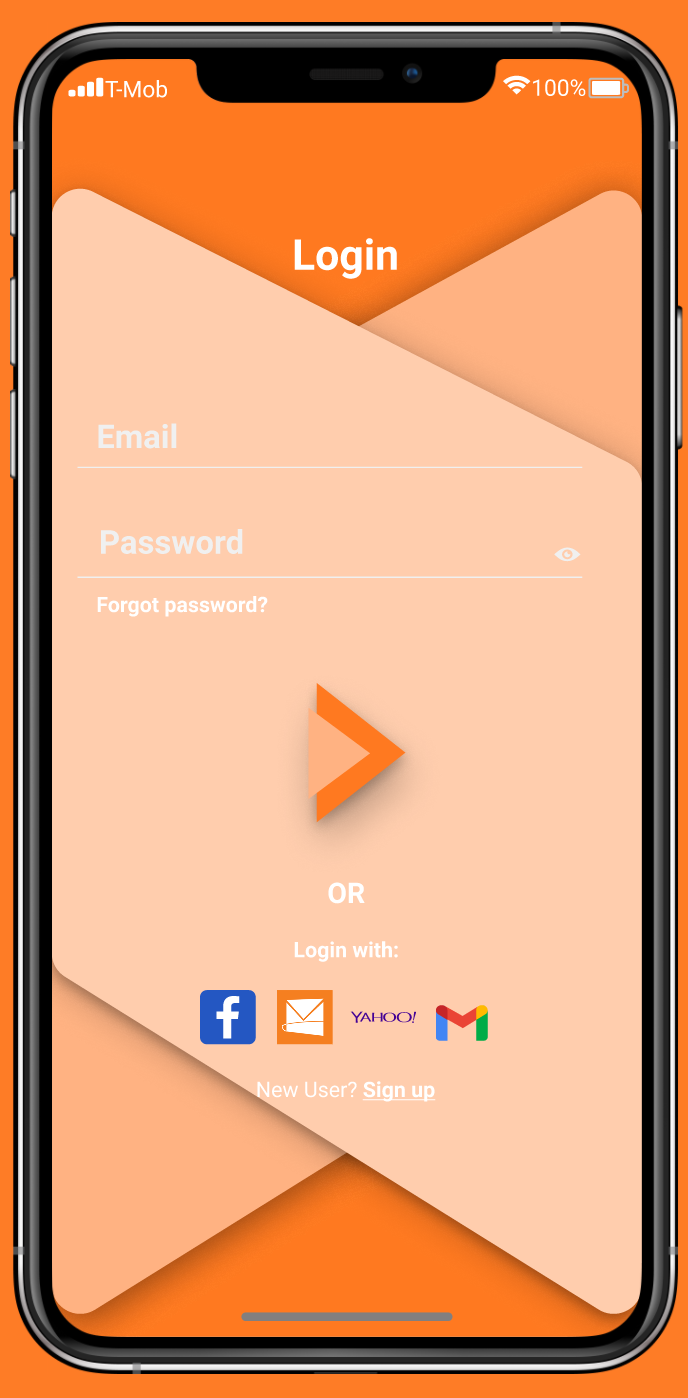 T-Mob
100%
Login
Email
Password
Forgot password?
OR
Login with:
f
YAHOO!
New User? Sign up